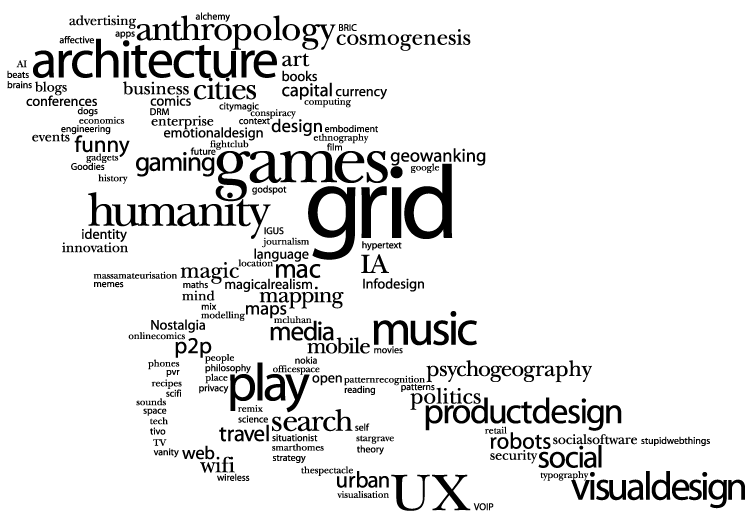 alchemy
advertising
anthropology
BRIC
apps
cosmogenesis
affective
AI
architecture
art
beats
books
brains
blogs
business
cities
capital
currency
conferences
comics
citymagic
computing
dogs
DRM
conspiracy
economics
enterprise
context
design
engineering
emotionaldesign
embodiment
events
funny
fightclub
ethnography
future
film
gadgets
gaming
games
geowanking
Goodies
google
history
godspot
grid
humanity
identity
IGUS
journalism
hypertext
innovation
language
location
IA
massamateurisation
magic
mac
memes
maths
magicalrealism
Infodesign
mind
mapping
mix
maps
modelling
mcluhan
Nostalgia
media
music
onlinecomics
p2p
mobile
movies
people
nokia
phones
philosophy
officespace
psychogeography
pvr
place
play
open
patternrecognition
recipes
privacy
reading
patterns
scifi
politics
sounds
remix
productdesign
space
science
search
tech
self
retail
tivo
travel
situationist
stargrave
robots
socialsoftware
stupidwebthings
TV
smarthomes
theory
vanity
web
strategy
security
social
wifi
thespectacle
typography
wireless
urban
UX
visualdesign
visualisation
VOIP